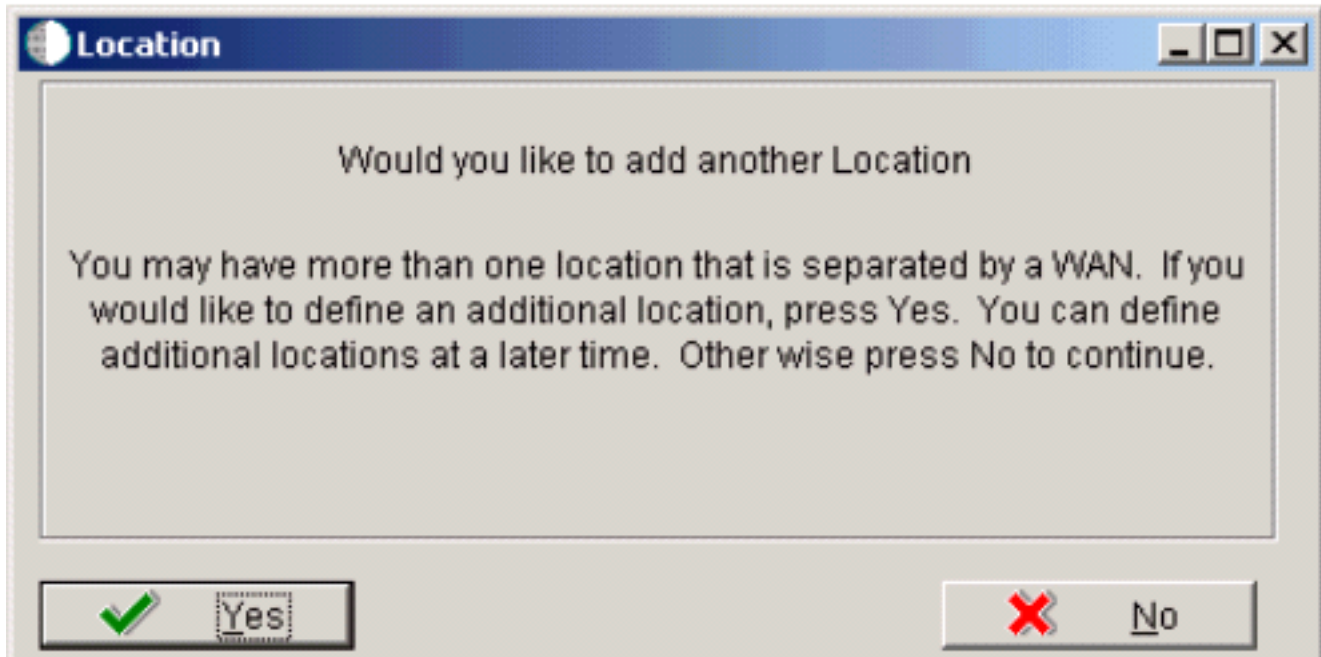 Location
Would you like to add another Location
You may have more than one location that is separated by a WAN.  If you
would like to define an additional location, press Yes.  You can define
additional locations at a later time.  Other wise press No to continue.
Yes
No